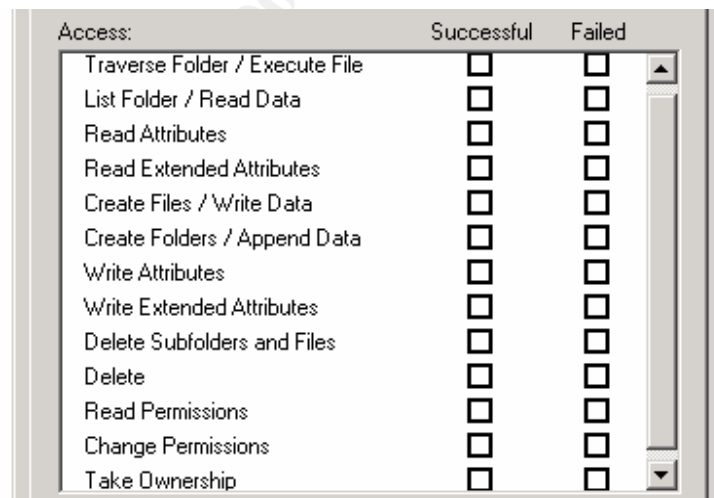 Access: Successful Failed
Traverse Folder / Execute File
List Folder / Read Data
Read Attributes
Read Extended Attributes
Create Files / Write Data
Create Folders / Append Data
Write Attributes
Write Extended Attributes
Delete Subfolders and Files
Delete
Read Permissions
Change Permissions
Take Ownership